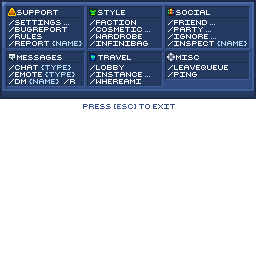 SUPPORT
/SETTINGS ...
/BUGREPORT
/RULES
/REPORT (NAME)
STYLE
/FACTION
/COSMETIC ...
/WARDROBE
/INFINIBAG
SOCIAL
/FRIEND ...
/PARTY ...
/IGNORE ...
/INSPECT (NAME)
MESSAGES
/CHAT (TYPE)
/EMOTE (TYPE)
/DM (NAME) /R
TRAVEL
/LOBBY
/INSTANCE ...
/WHEREAMI
MISC
/LEAVEQUEUE
/PING
PRESS [ESC] TO EXIT